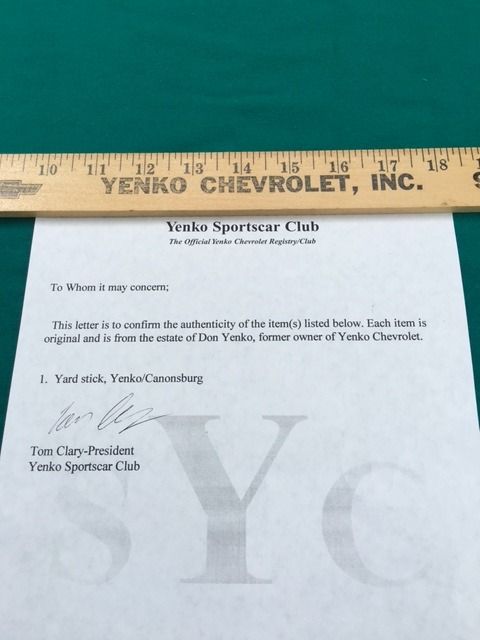 10 11 12 13 14 15 16 17 18
YENKO CHEVROLET, INC.
Yenko Sportscar Club
The Official Yenko Chevrolet Registry/Club
To Whom it may concern;
This letter is to confirm the authenticity of the item(s) listed below. Each item is
original and is from the estate of Don Yenko, former owner of Yenko Chevrolet.
1. Yard stick, Yenko/Canonsburg
Tom Clary-President
Yenko Sportscar Club
SYC